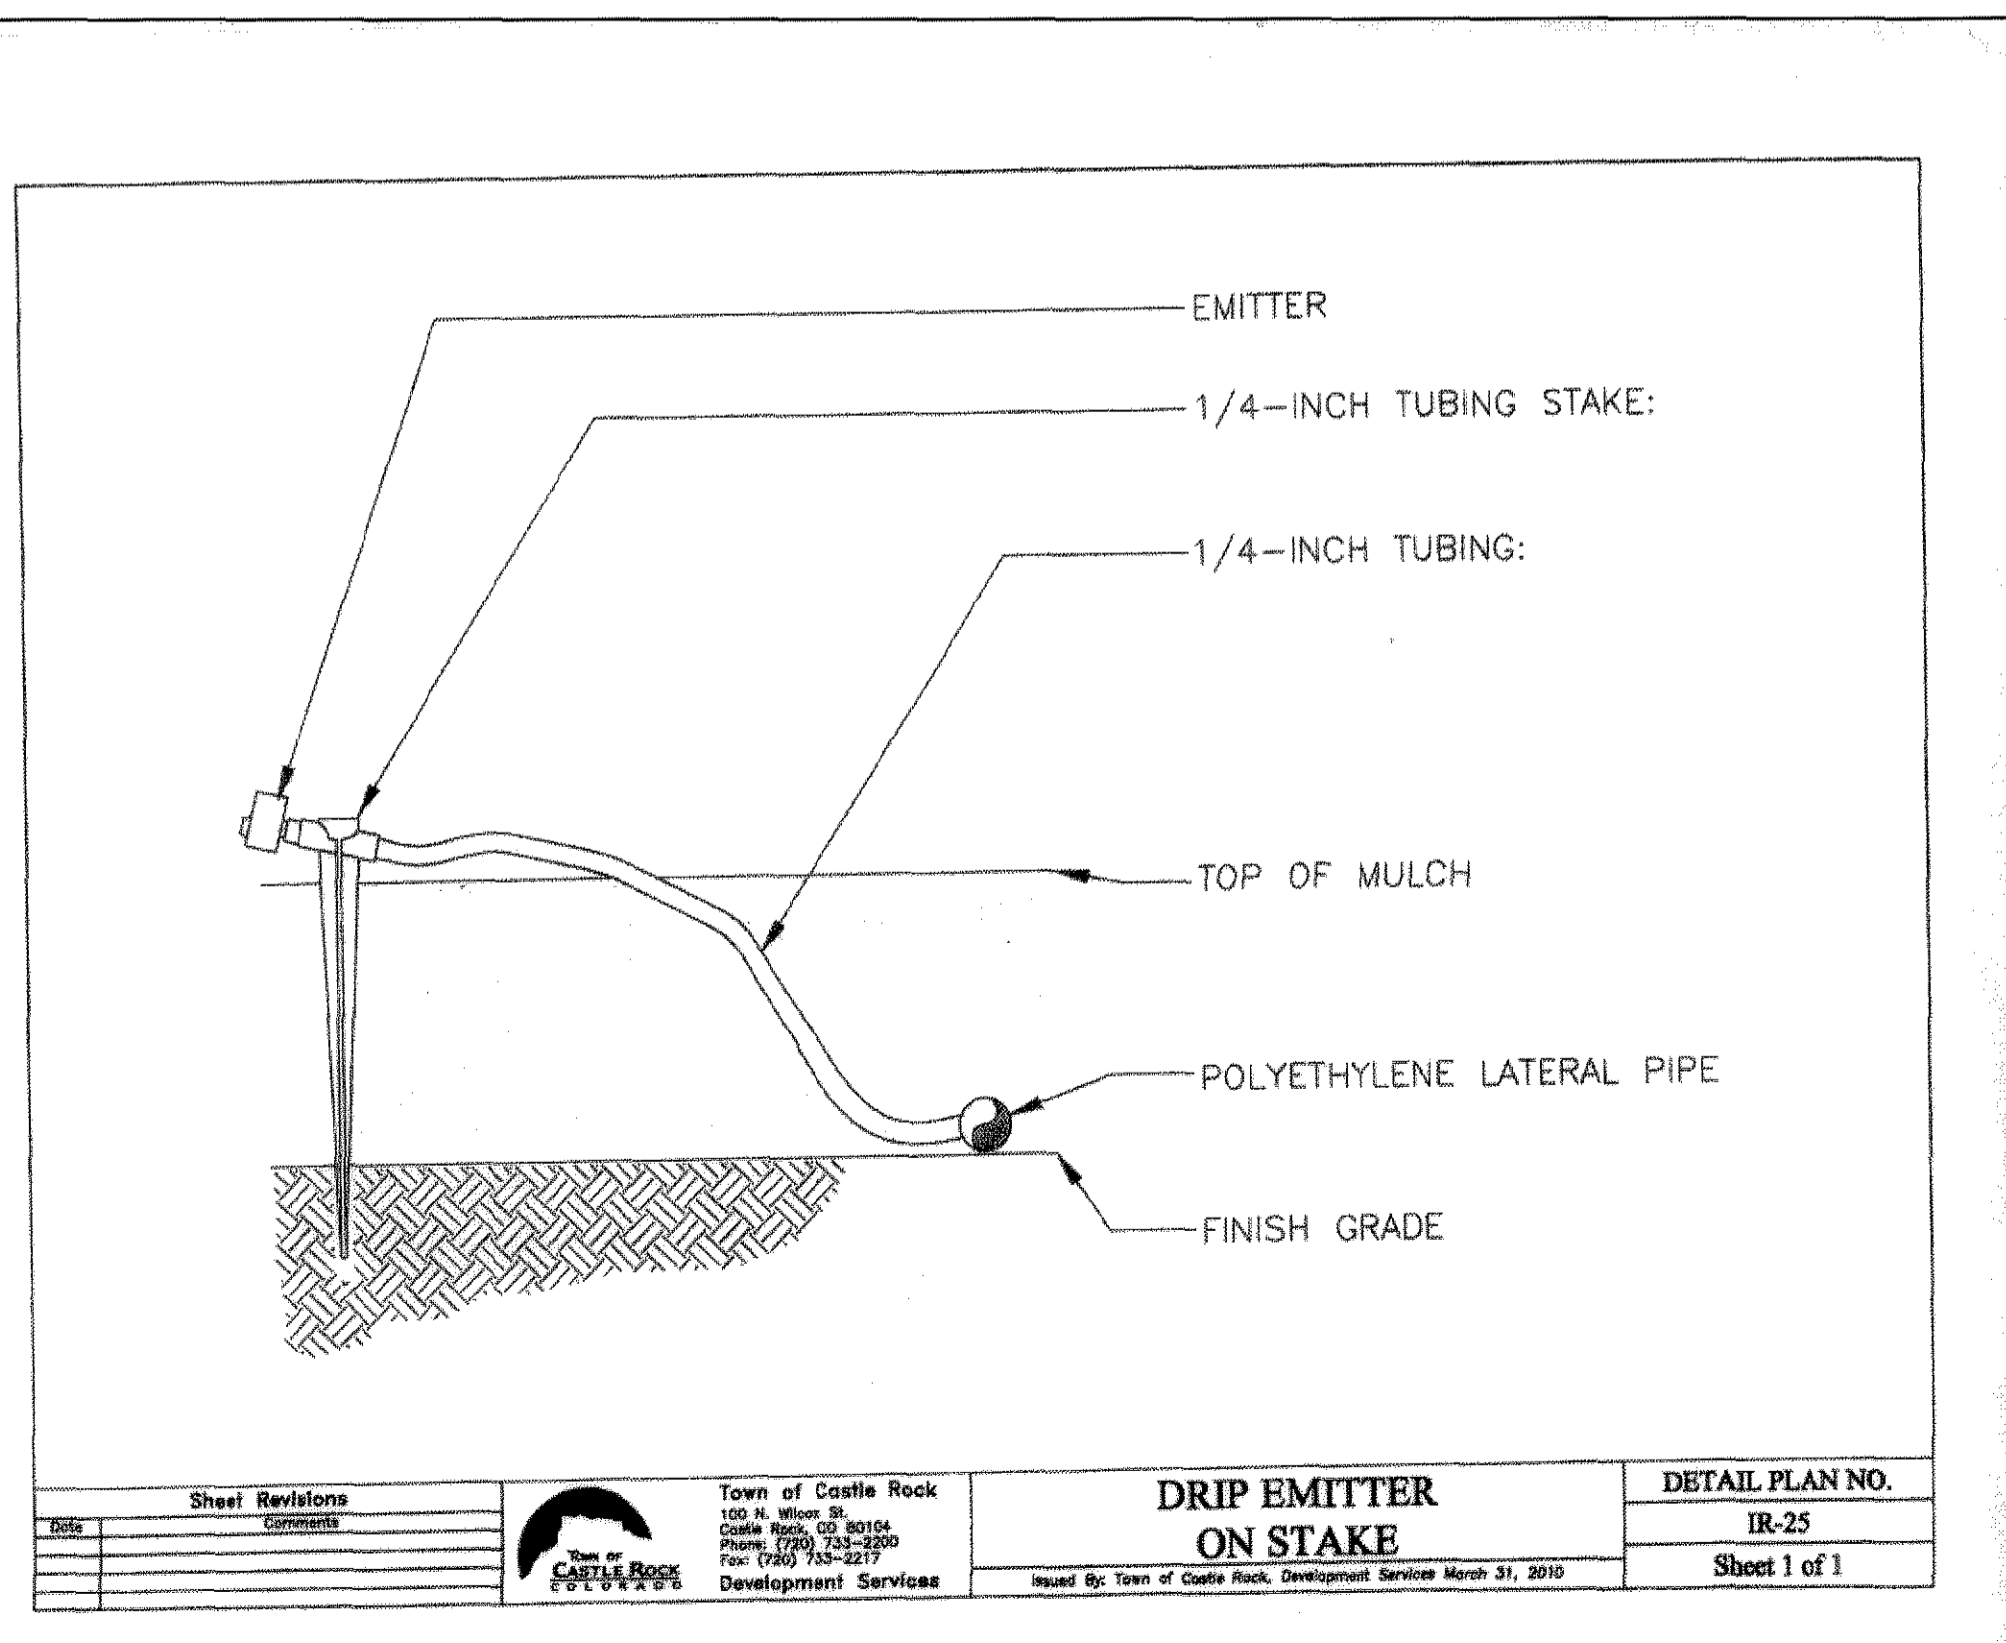 EMITTER
1/4-INCH TUBING STAKE:
1/4-INCH TUBING:
TOP OF MULCH
POLYETHYLENE LATERAL PIPE
FINISH GRADE
Sheet Revisions
Date Comments
TOWN OF
CASTLE ROCK
COLORADO
Town of Castle Rock
100 N. Wilcox St.
Castle Rock, CO 80104
Phone: (720) 733-2200
Fax: (720) 733-2217
Development Services
DRIP EMITTER
ON STAKE
Issued By: Town of Castle Rock, Development Services March 31, 2010
DETAIL PLAN NO.
IR-25
Sheet 1 of 1